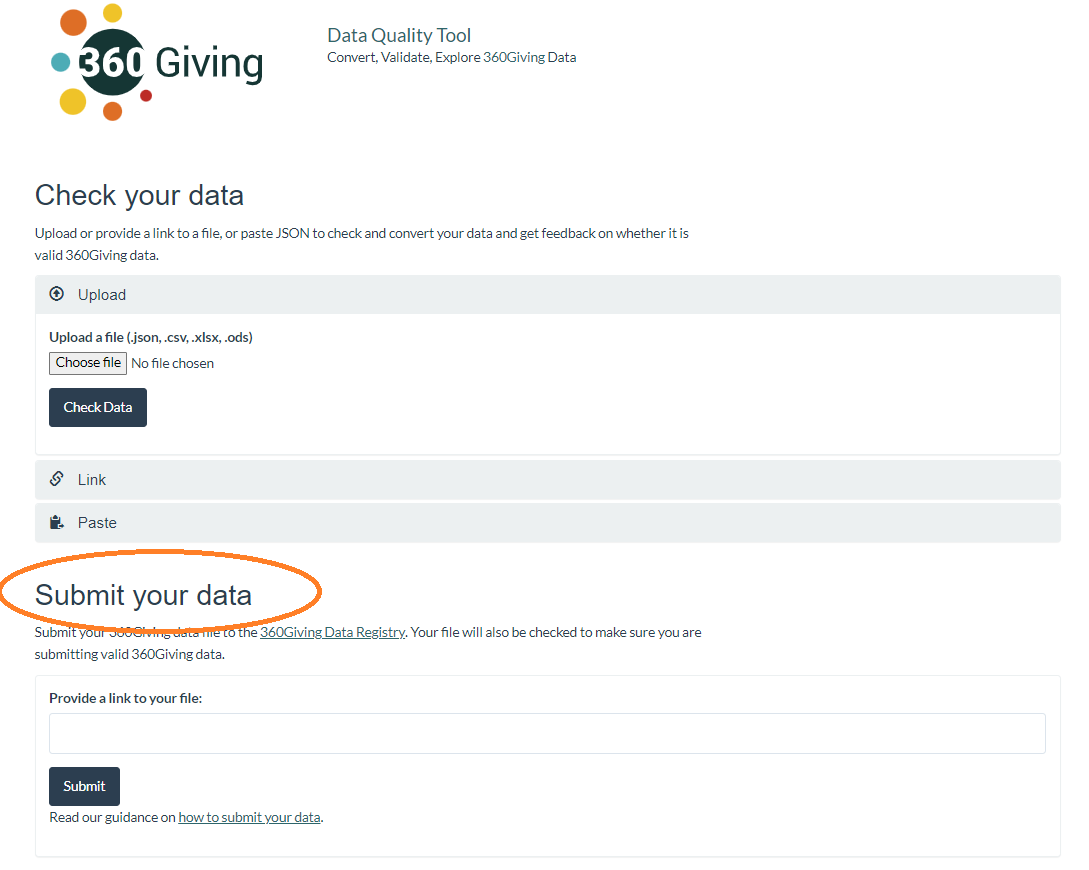 360 Giving
Data Quality Tool
Convert, Validate, Explore 360Giving Data
Check your data
Upload or provide a link to a file, or paste JSON to check and convert your data and get feedback on whether it is
valid 360Giving data.
Upload
Upload a file (.json, .csv, .xlsx, .ods)
Choose file No file chosen
Check Data
Link
Paste
Submit your data
Submit your 360Giving data file to the 360Giving Data Registry. Your file will also be checked to make sure you are
submitting valid 360Giving data.
Provide a link to your file:
Submit
Read our guidance on how to submit your data.